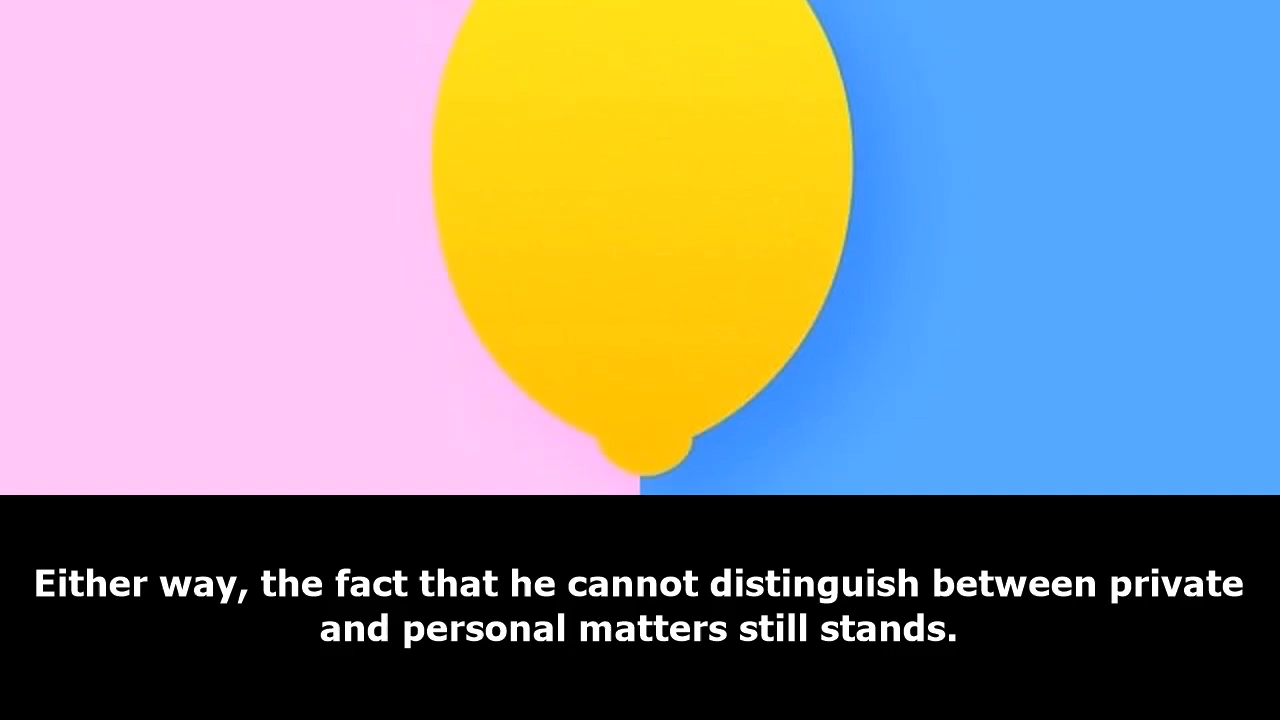 Either way, the fact that he cannot distinguish between private
and personal matters still stands.